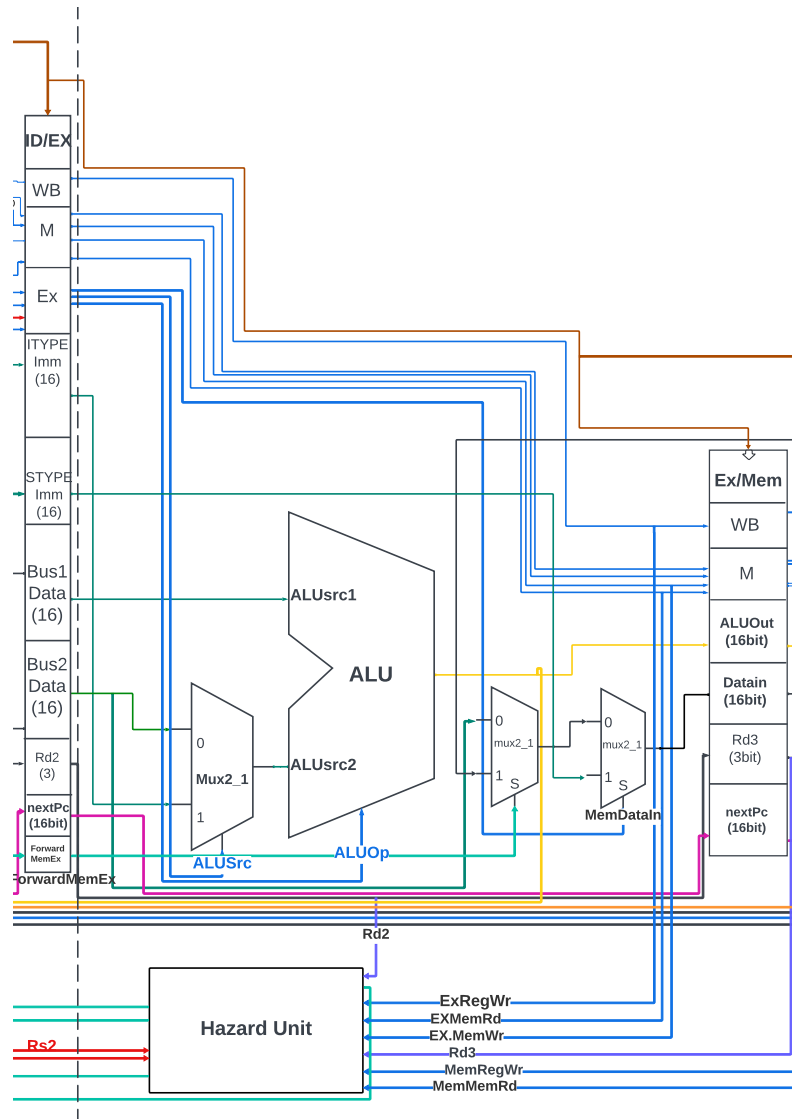 ID/EX
WB
M
Ex
ITYPE
Imm
(16)
STYPE
Imm
(16)
Bus1
Data
(16)
Bus2
Data
(16)
Rd2
(3)
nextPc
(16bit)
Forward
MemEx
ForwardMemEx
ALUsrc1
ALU
ALUsrc2
0
Mux2_1
1
ALUSrc
ALUOp
0
mux2_1
1
S
0
mux2_1
1
S
MemDataIn
Ex/Mem
WB
M
ALUOut
(16bit)
Datain
(16bit)
Rd3
(3bit)
nextPc
(16bit)
Rd2
Hazard Unit
Rs2
ExRegWr
EXMemRd
EX.MemWr
Rd3
MemRegWr
MemMemRd